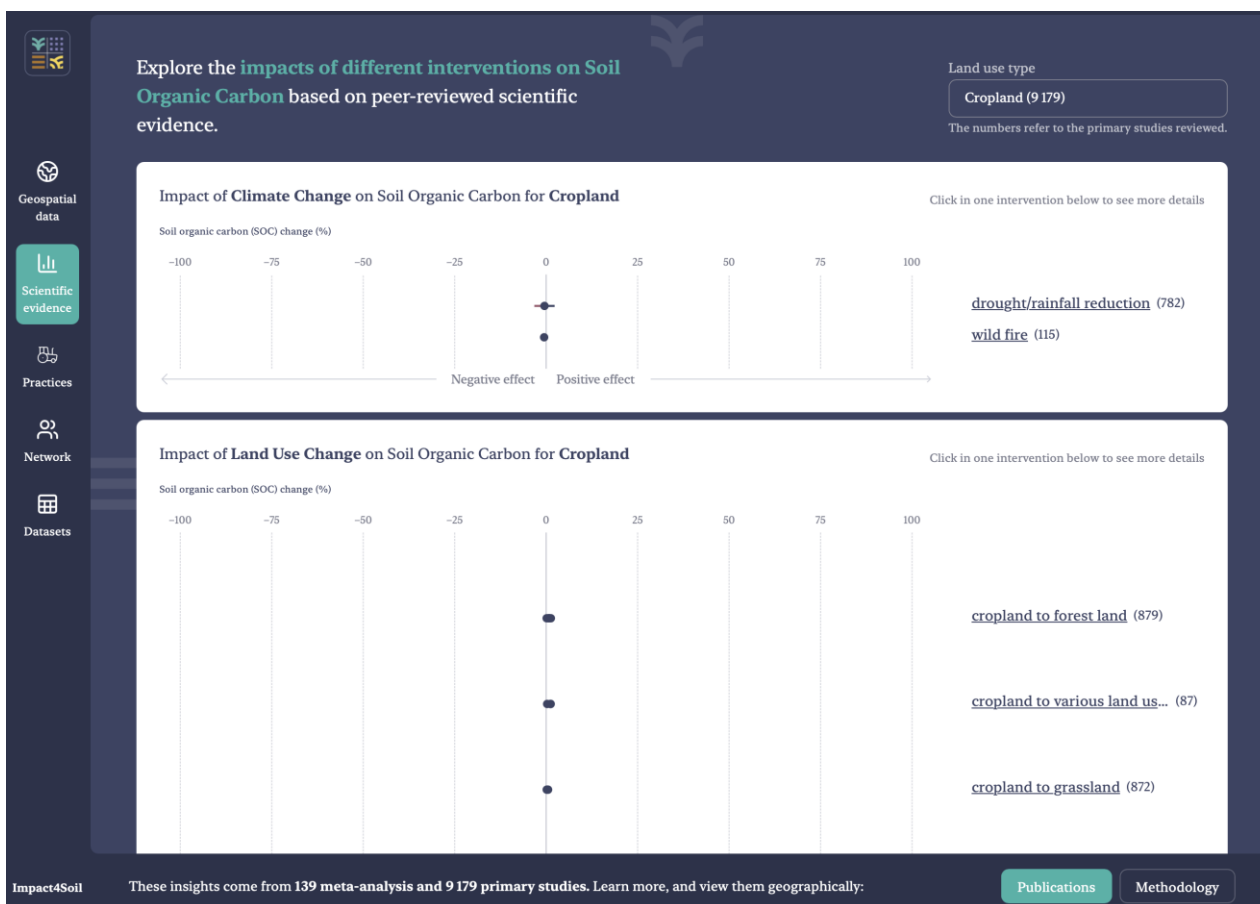 Explore the impacts of different interventions on Soil
Organic Carbon based on peer-reviewed scientific
evidence.
Land use type
Cropland (9 179)
The numbers refer to the primary studies reviewed.
Geospatial
data
Scientific
evidence
Practices
Network
Datasets
Impact of Climate Change on Soil Organic Carbon for Cropland
Click in one intervention below to see more details
Soil organic carbon (SOC) change (%)
−100 −75 −50 −25 0 25 50 75 100
drought/rainfall reduction (782)
wild fire (115)
Negative effect Positive effect
Impact of Land Use Change on Soil Organic Carbon for Cropland
Click in one intervention below to see more details
Soil organic carbon (SOC) change (%)
−100 −75 −50 −25 0 25 50 75 100
cropland to forest land (879)
cropland to various land us... (87)
cropland to grassland (872)
Impact4Soil
These insights come from 139 meta-analysis and 9 179 primary studies. Learn more, and view them geographically:
Publications
Methodology